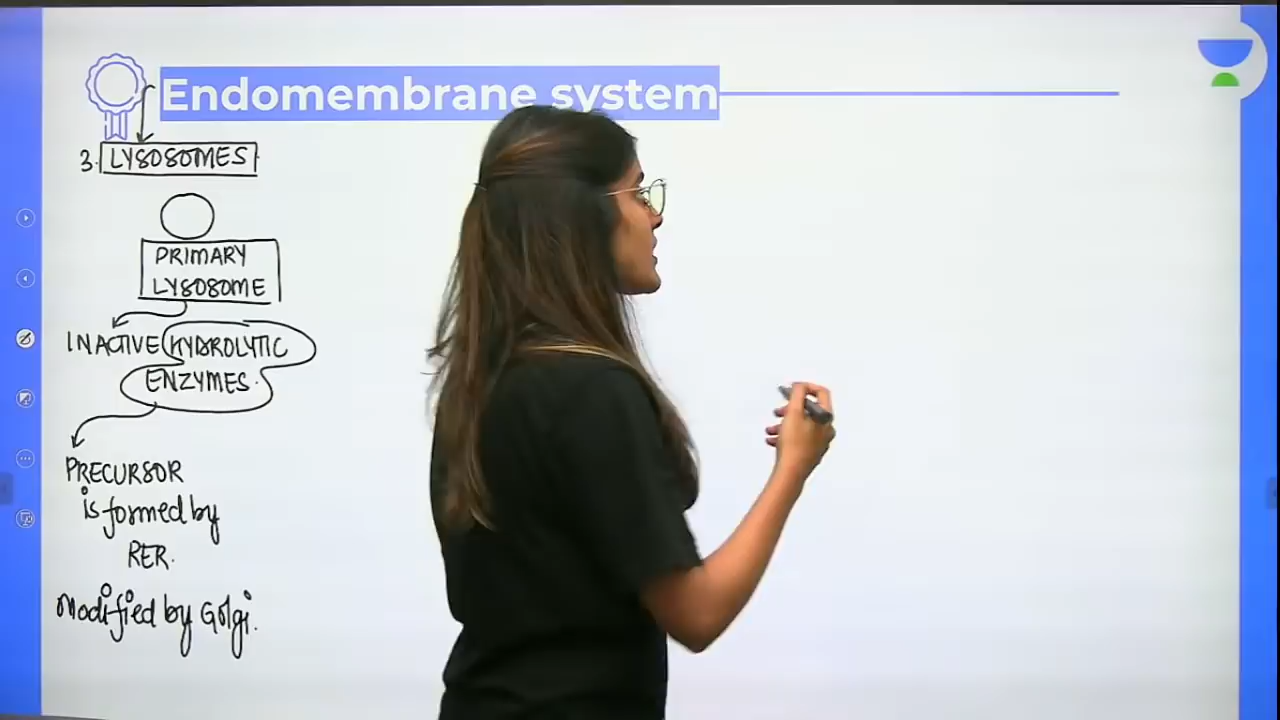 Endomembrane system
3. LYSOSOMES
PRIMARY
LYSOSOME
INACTIVE HYDROLYTIC
ENZYMES.
PRECURSOR
is formed by
RER.
Modified by Golgi.